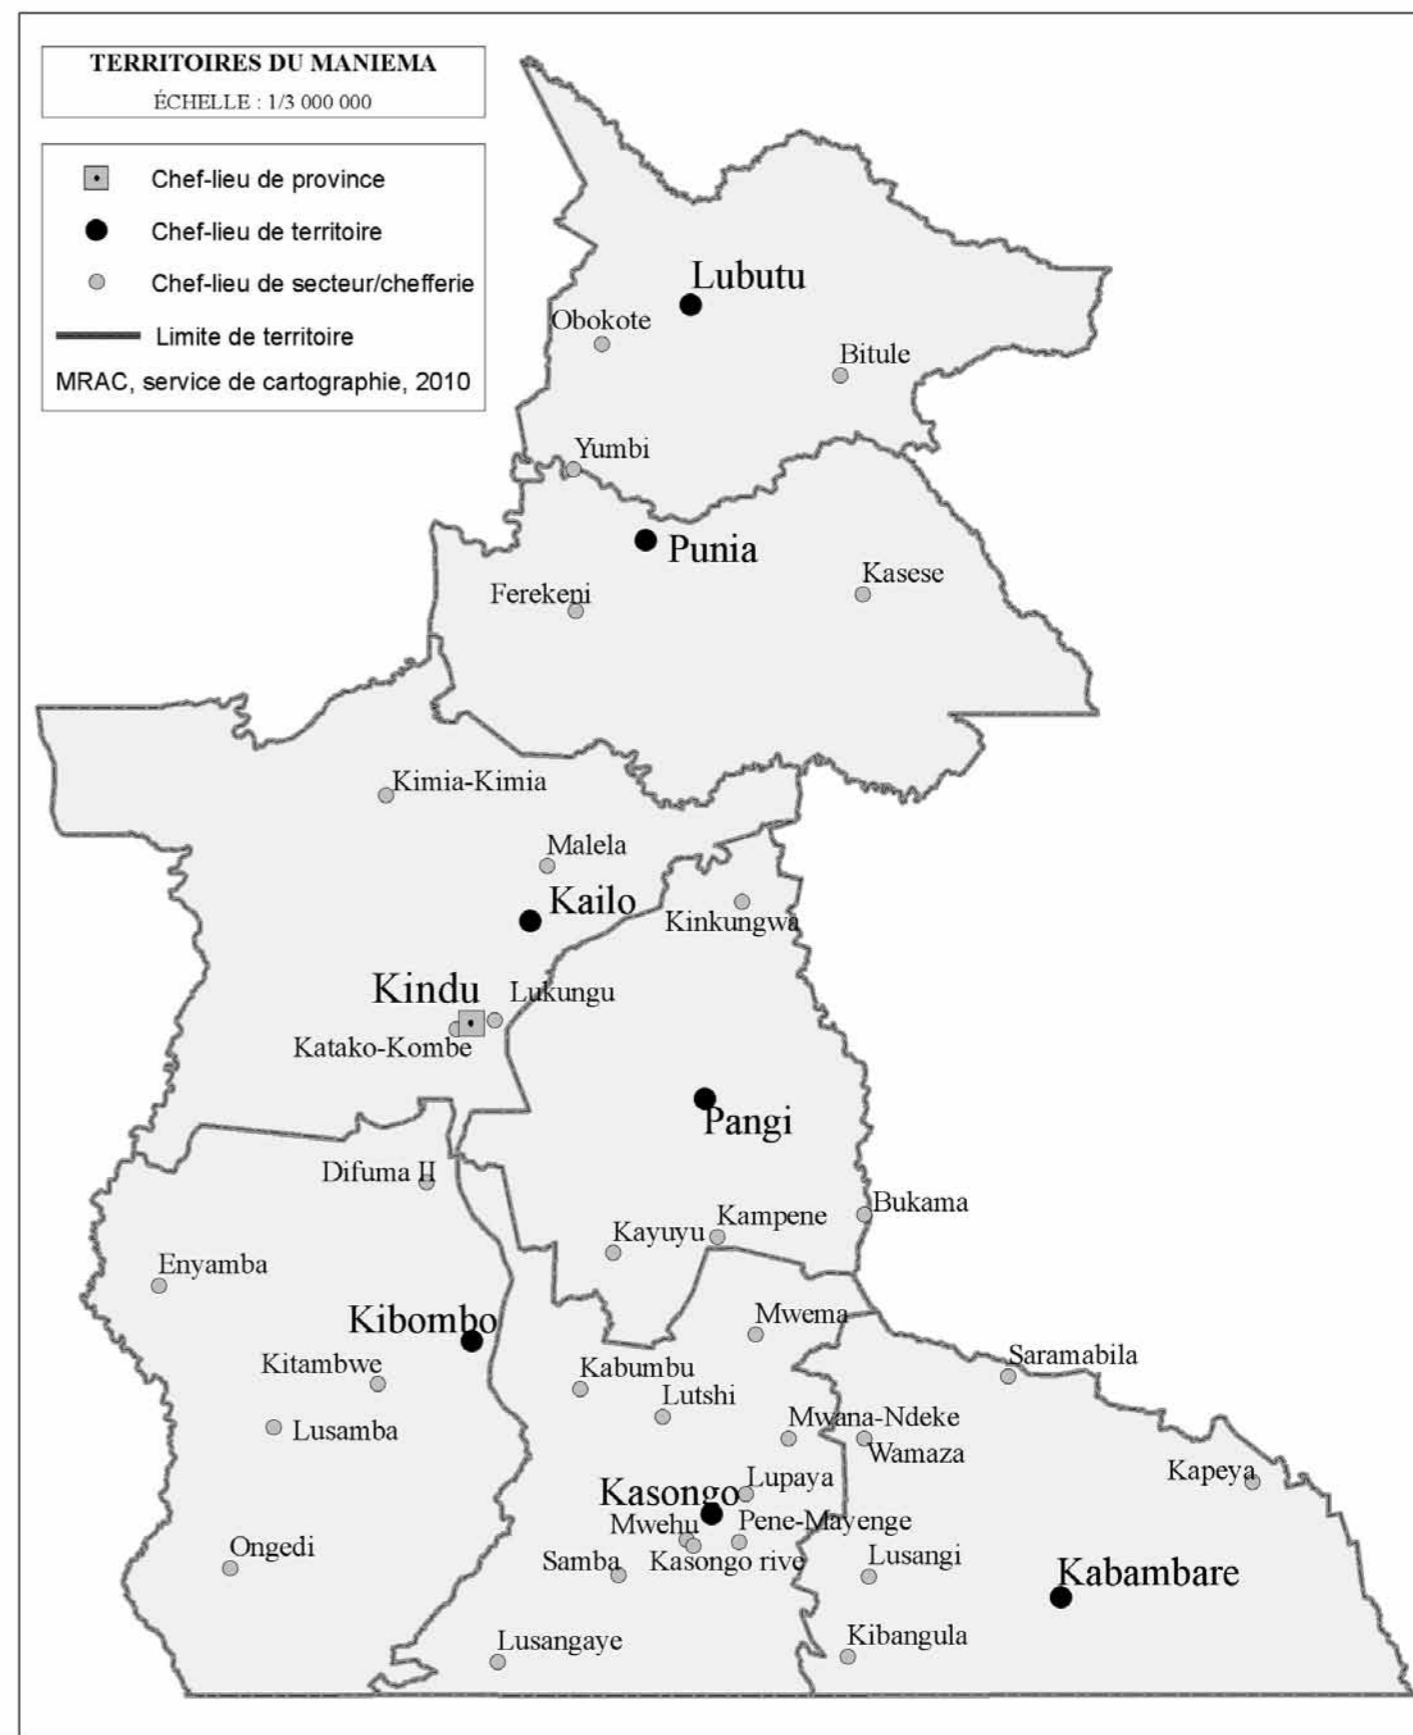 TERRITOIRES DU MANIEMA
ÉCHELLE : 1/3 000 000
Chef-lieu de province
Chef-lieu de territoire
Chef-lieu de secteur/chefferie
Limite de territoire
MRAC, service de cartographie, 2010
Lubutu
Obokote
Bitule
Yumbi
Punia
Kasese
Ferekeni
Kimia-Kimia
Malela
Kailo
Kinkungwa
Kindu
Lukungu
Katako-Kombe
Pangi
Difuma II
Bukama
Kampene
Kayuyu
Enyamba
Mwema
Kibombo
Saramabila
Kitambwe
Kabumbu
Lutshi
Mwana-Ndeke
Lusamba
Wamaza
Kapeya
Lupaya
Kasongo
Mwehu
Pene-Mayenge
Ongedi
Samba
Kasongo rive
Lusangi
Kabambare
Lusangaye
Kibangula